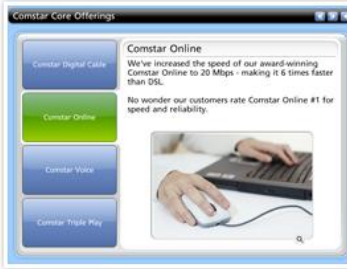 Comstar Core Offerings
Comstar Digital Cable
Comstar Online
Comstar Voice
Comstar Triple Play
Comstar Online
We've increased the speed of our award-winning
Comstar Online to 20 Mbps - making it 6 times faster
than DSL.
No wonder our customers rate Comstar Online #1 for
speed and reliability.